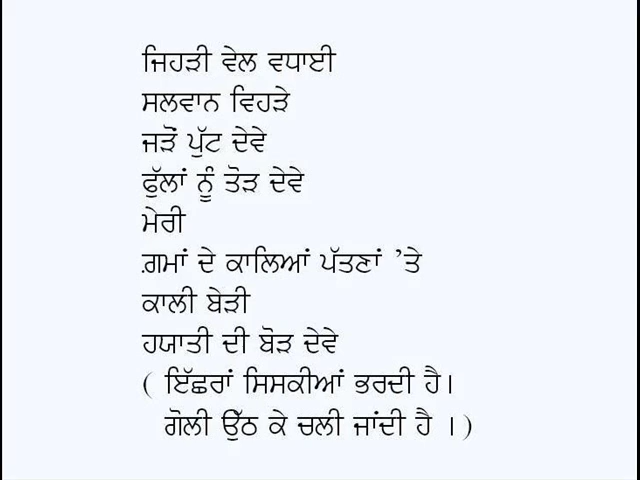 ਜਿਹੜੀ ਵੇਲ ਵਧਾਈ
ਸਲਵਾਨ ਵਿਹੜੇ
ਜੜੋਂ ਪੁੱਟ ਦੇਵੇ
ਫੁੱਲਾਂ ਨੂੰ ਤੋੜ ਦੇਵੇ
ਮੇਰੀ
ਗ਼ਮਾਂ ਦੇ ਕਾਲਿਆਂ ਪੱਤਣਾਂ ’ਤੇ
ਕਾਲੀ ਬੇੜੀ
ਹਯਾਤੀ ਦੀ ਬੋੜ ਦੇਵੇ
( ਇੱਛਰਾਂ ਸਿਸਕੀਆਂ ਭਰਦੀ ਹੈ।
ਗੋਲੀ ਉੱਠ ਕੇ ਚਲੀ ਜਾਂਦੀ ਹੈ ।)